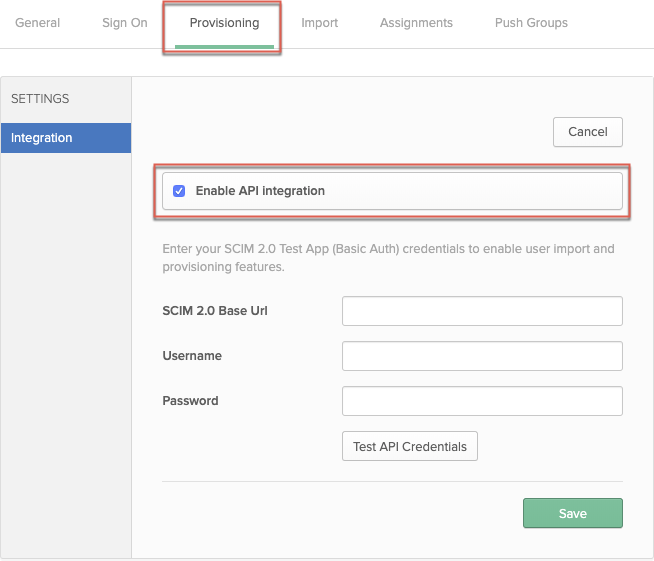 General Sign On Provisioning Import Assignments Push Groups
SETTINGS
Integration
Cancel
Enable API integration
Enter your SCIM 2.0 Test App (Basic Auth) credentials to enable user import and
provisioning features.
SCIM 2.0 Base Url
Username
Password
Test API Credentials
Save